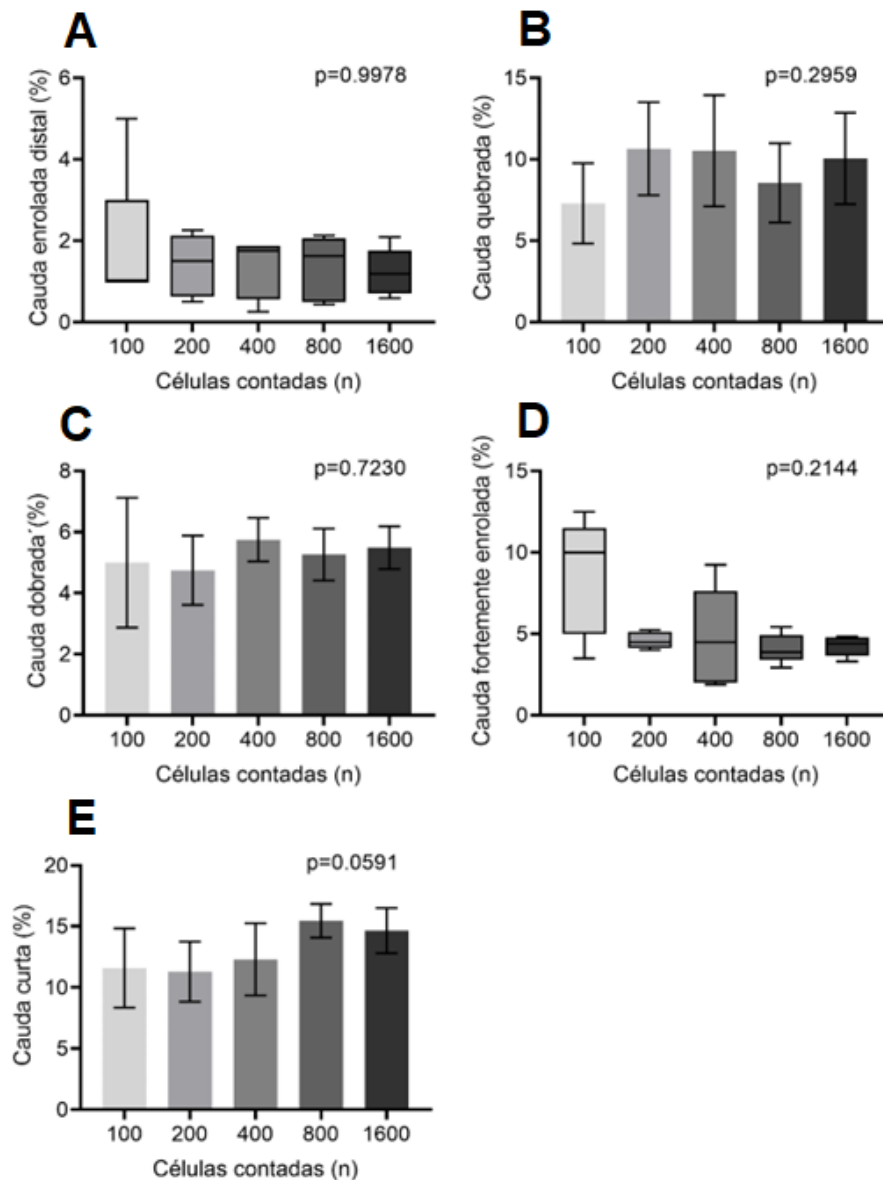 A
p=0.9978
Cauda enrolada distal (%)
6
4
2
0
100 200 400 800 1600
Células contadas (n)
B
p=0.2959
Cauda quebrada (%)
15
10
5
0
100 200 400 800 1600
Células contadas (n)
C
p=0.7230
Cauda dobrada´(%)
8
6
4
2
0
100 200 400 800 1600
Células contadas (n)
D
p=0.2144
Cauda fortemente enrolada (%)
15
10
5
0
100 200 400 800 1600
Células contadas (n)
E
p=0.0591
Cauda curta (%)
20
15
10
5
0
100 200 400 800 1600
Células contadas (n)